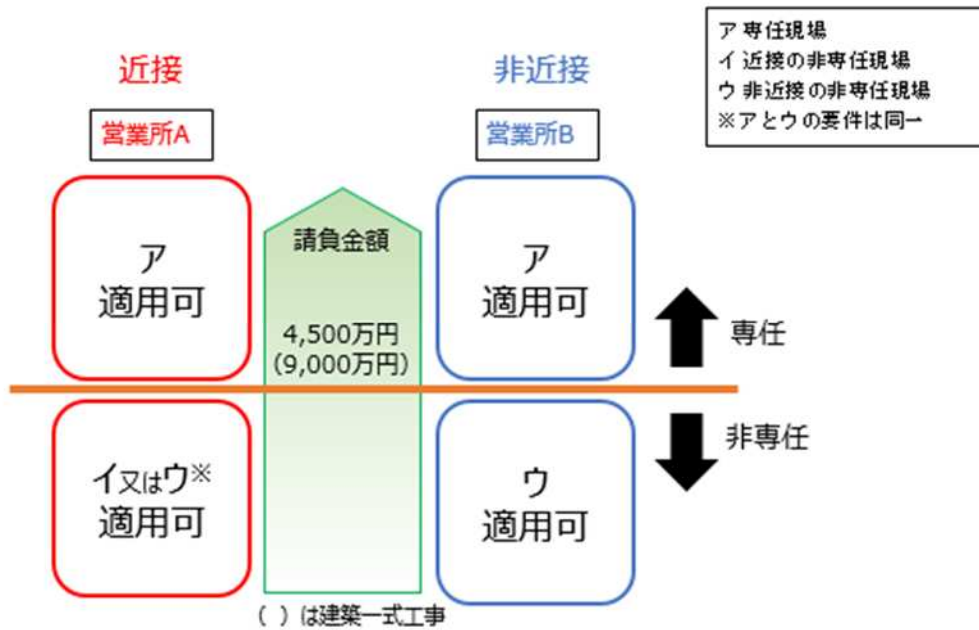 ア 専任現場
イ 近接の非専任現場
ウ 非近接の非専任現場
※アとウの要件は同一
近接
非近接
営業所A
営業所B
ア
適用可
請負金額
4,500万円
(9,000万円)
ア
適用可
専任
イ又はウ※
適用可
ウ
適用可
非専任
( )は建築一式工事